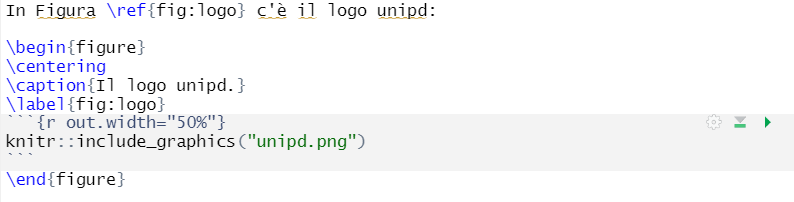 In Figura \ref{fig:logo} c'è il logo unipd:
\begin{figure}
\centering
\caption{Il logo unipd.}
\label{fig:logo}
```{r out.width="50%"}
knitr::include_graphics("unipd.png")
```
\end{figure}